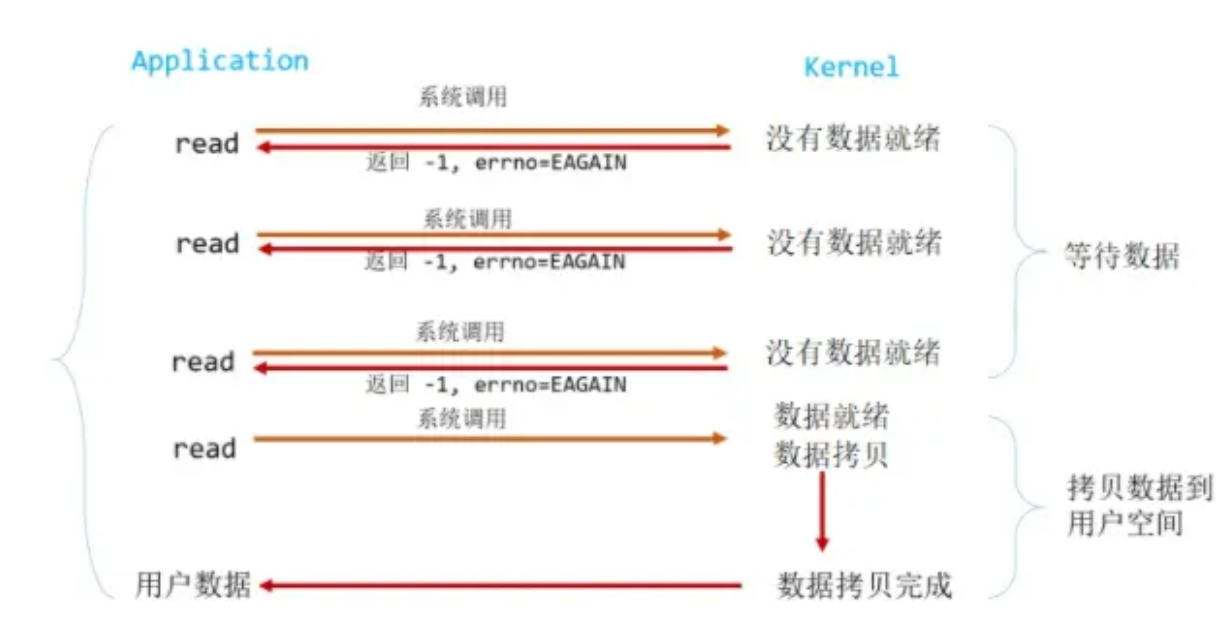 Application
Kernel
系统调用
read
没有数据就绪
返回 -1, errno=EAGAIN
系统调用
read
没有数据就绪
返回 -1, errno=EAGAIN
等待数据
系统调用
read
没有数据就绪
返回 -1, errno=EAGAIN
系统调用
read
数据就绪
数据拷贝
拷贝数据到
用户空间
用户数据
数据拷贝完成